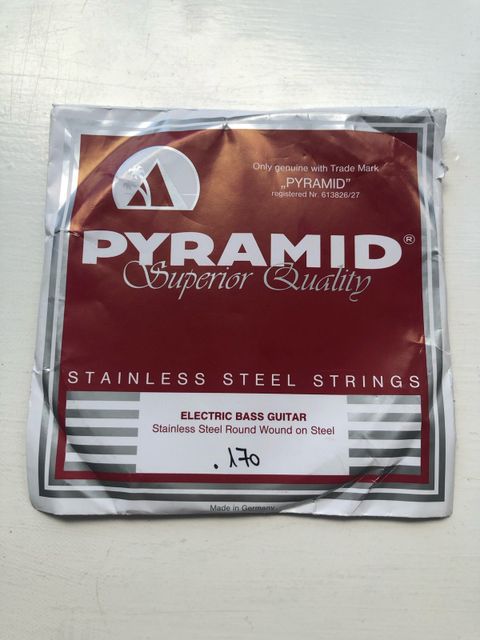 Only genuine with Trade Mark
„PYRAMID”
registered Nr. 613826/27
PYRAMID®
Superior Quality
STAINLESS STEEL STRINGS
ELECTRIC BASS GUITAR
Stainless Steel Round Wound on Steel
.170
Made in Germany